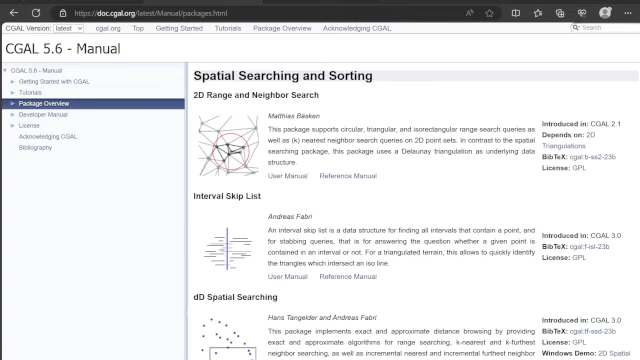 https://doc.cgal.org/latest/Manual/packages.html
CGAL Version: latest cgal.org Top Getting Started Tutorials Package Overview Acknowledging CGAL Search
CGAL 5.6 - Manual
CGAL 5.6 - Manual
Getting Started with CGAL
Tutorials
Package Overview
Developer Manual
License
Acknowledging CGAL
Bibliography
Spatial Searching and Sorting
2D Range and Neighbor Search
Matthias Bäsken
This package supports circular, triangular, and isorectangular range search queries as
well as (k) nearest neighbor search queries on 2D point sets. In contrast to the spatial
searching package, this package uses a Delaunay triangulation as underlying data
structure.
User Manual Reference Manual
Introduced in: CGAL 2.1
Depends on: 2D
Triangulations
BibTeX: cgal:b-ss2-23b
License: GPL
Interval Skip List
Andreas Fabri
An interval skip list is a data structure for finding all intervals that contain a point, and
for stabbing queries, that is for answering the question whether a given point is
contained in an interval or not. For a triangulated terrain, this allows to quickly identify
the triangles which intersect an iso line.
User Manual Reference Manual
Introduced in: CGAL 3.0
BibTeX: cgal:f-isl-23b
License: GPL
dD Spatial Searching
Hans Tangelder and Andreas Fabri
This package implements exact and approximate distance browsing by providing
exact and approximate algorithms for range searching, k-nearest and k-furthest
neighbor searching, as well as incremental nearest and incremental furthest neighbor
Introduced in: CGAL 3.0
BibTeX: cgal:tf-ssd-23b
License: GPL
Windows Demo: 2D Spatial